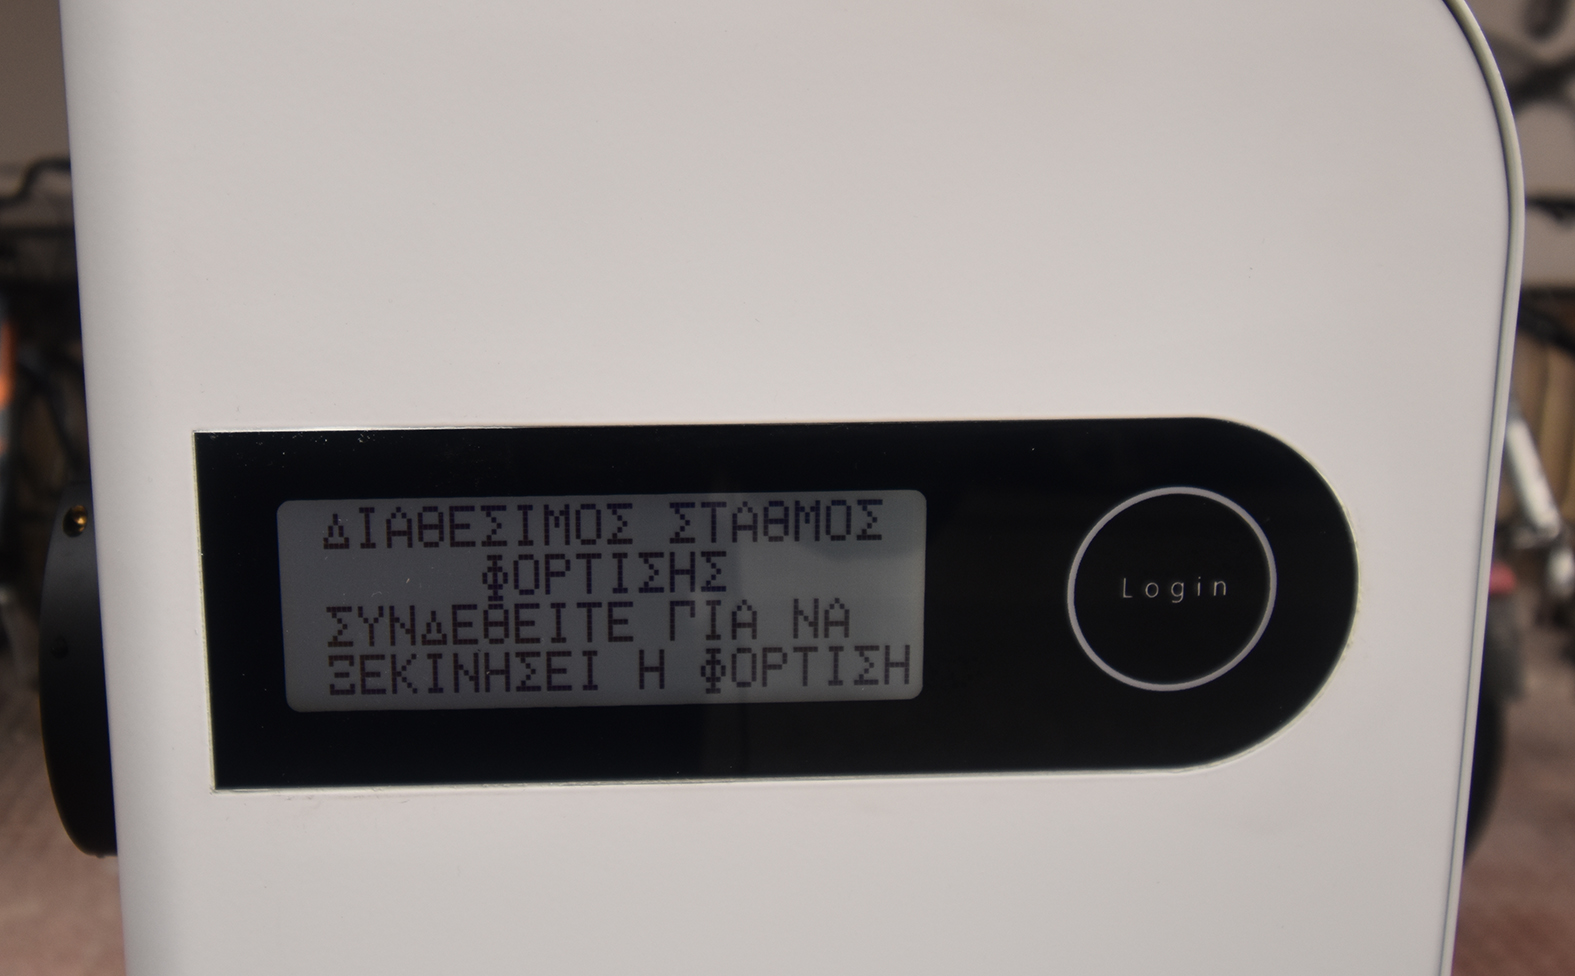 ΔΙΑΘΕΣΙΜΟΣ ΣΤΑΘΜΟΣ
ΦΟΡΤΙΣΗΣ
ΣΥΝΔΕΘΕΙΤΕ ΓΙΑ ΝΑ
ΞΕΚΙΝΗΣΕΙ Η ΦΟΡΤΙΣΗ
Login